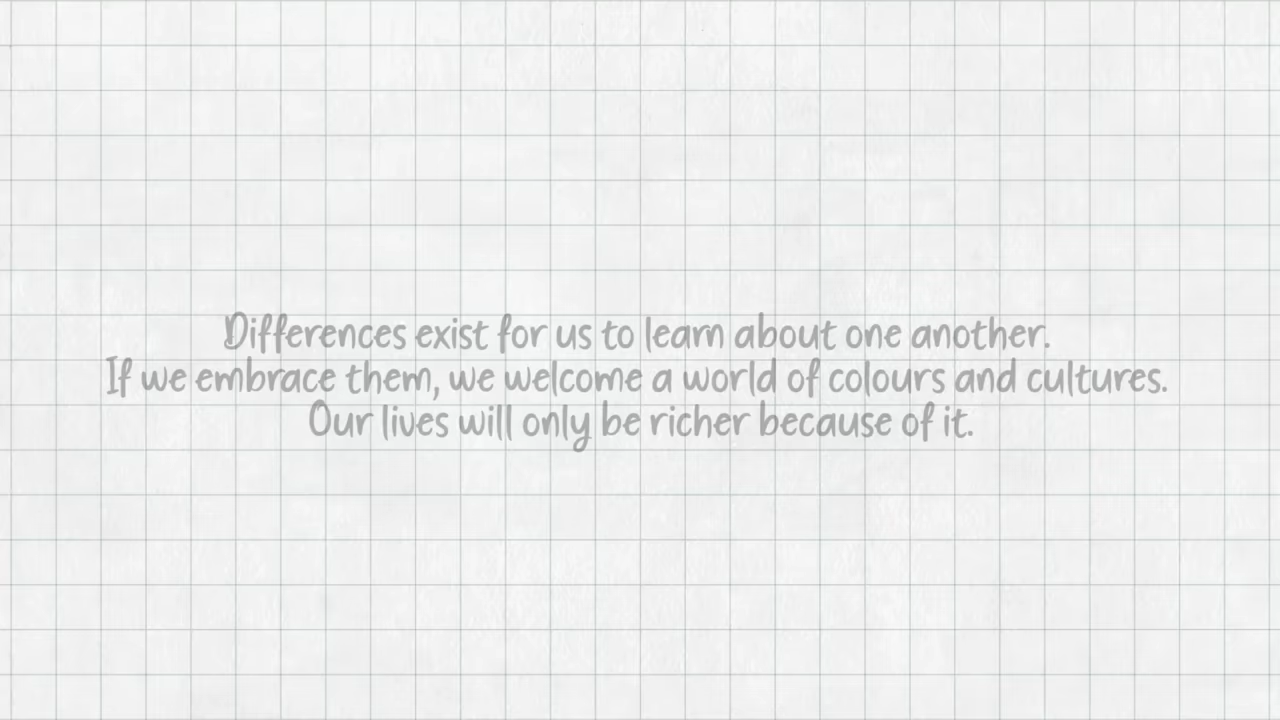 Differences exist for us to learn about one another.
If we embrace them, we welcome a world of colours and cultures.
Our lives will only be richer because of it.